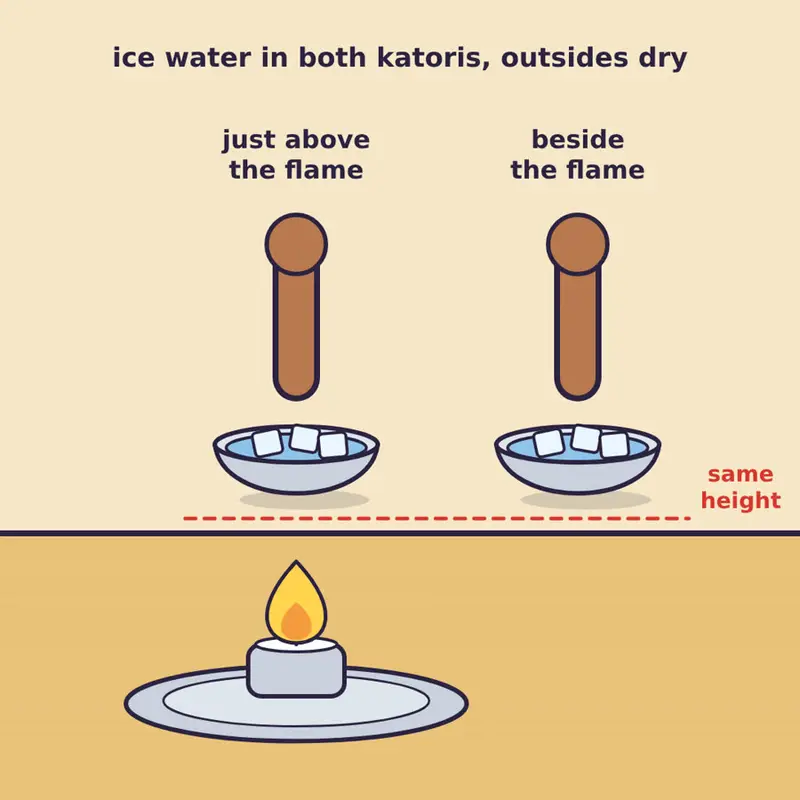 ice water in both katoris, outsides dry
just above
the flame
beside
the flame
same
height